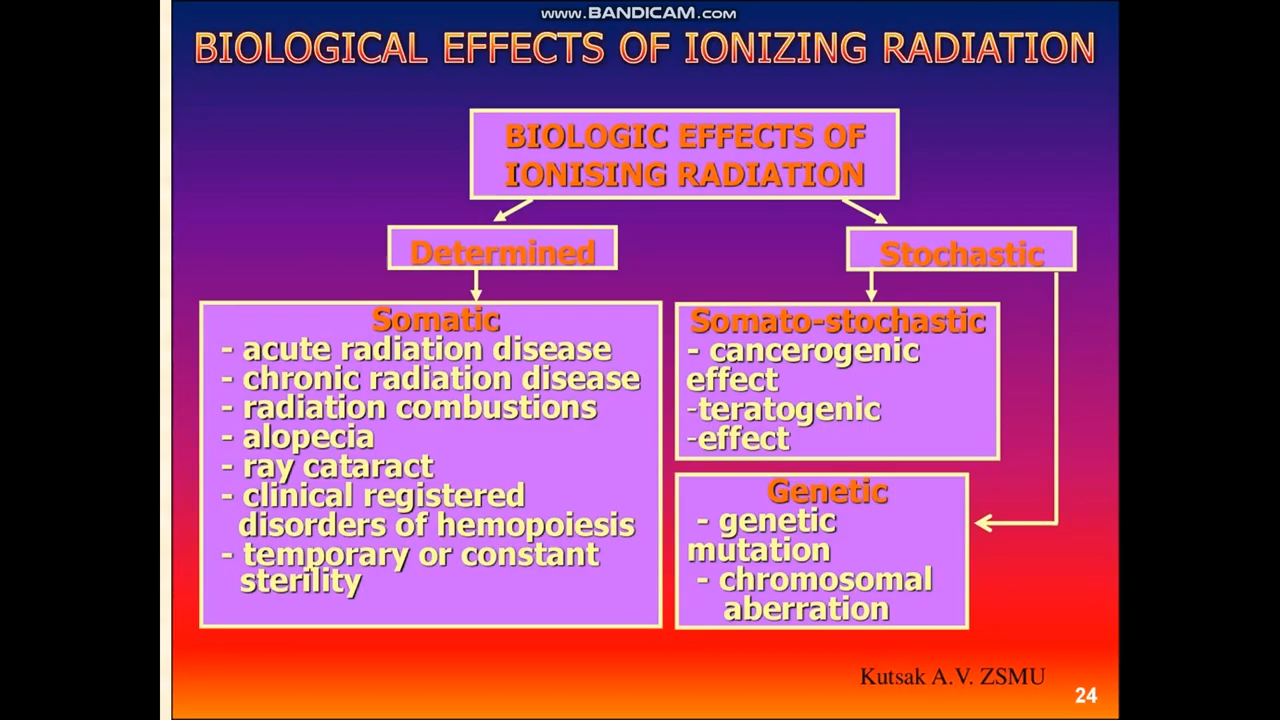 www.BANDICAM.com
BIOLOGICAL EFFECTS OF IONIZING RADIATION
BIOLOGIC EFFECTS OF
IONISING RADIATION
Determined
Stochastic
Somatic
- acute radiation disease
- chronic radiation disease
- radiation combustions
- alopecia
- ray cataract
- clinical registered
disorders of hemopoiesis
- temporary or constant
sterility
Somato-stochastic
- cancerogenic
effect
-teratogenic
-effect
Genetic
- genetic
mutation
- chromosomal
aberration
Kutsak A.V. ZSMU
24